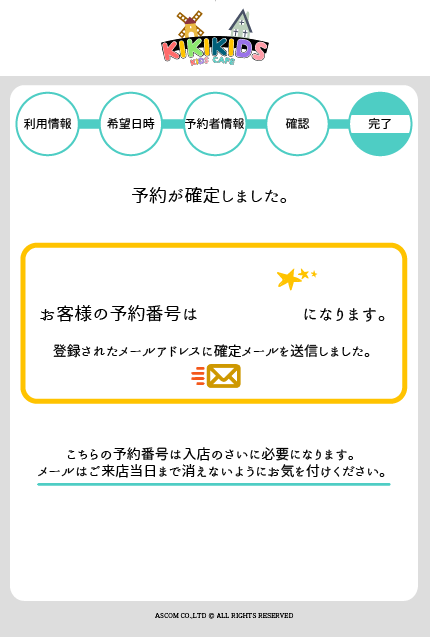 KIKIKIDS
KIDS CAFE
利用情報 希望日時 予約者情報 確認 完了
予約が確定しました。
お客様の予約番号は になります。
登録されたメールアドレスに確定メールを送信しました。
こちらの予約番号は入店のさいに必要になります。
メールはご来店当日まで消えないようにお気を付けください。
ASCOM CO.,LTD © ALL RIGHTS RESERVED